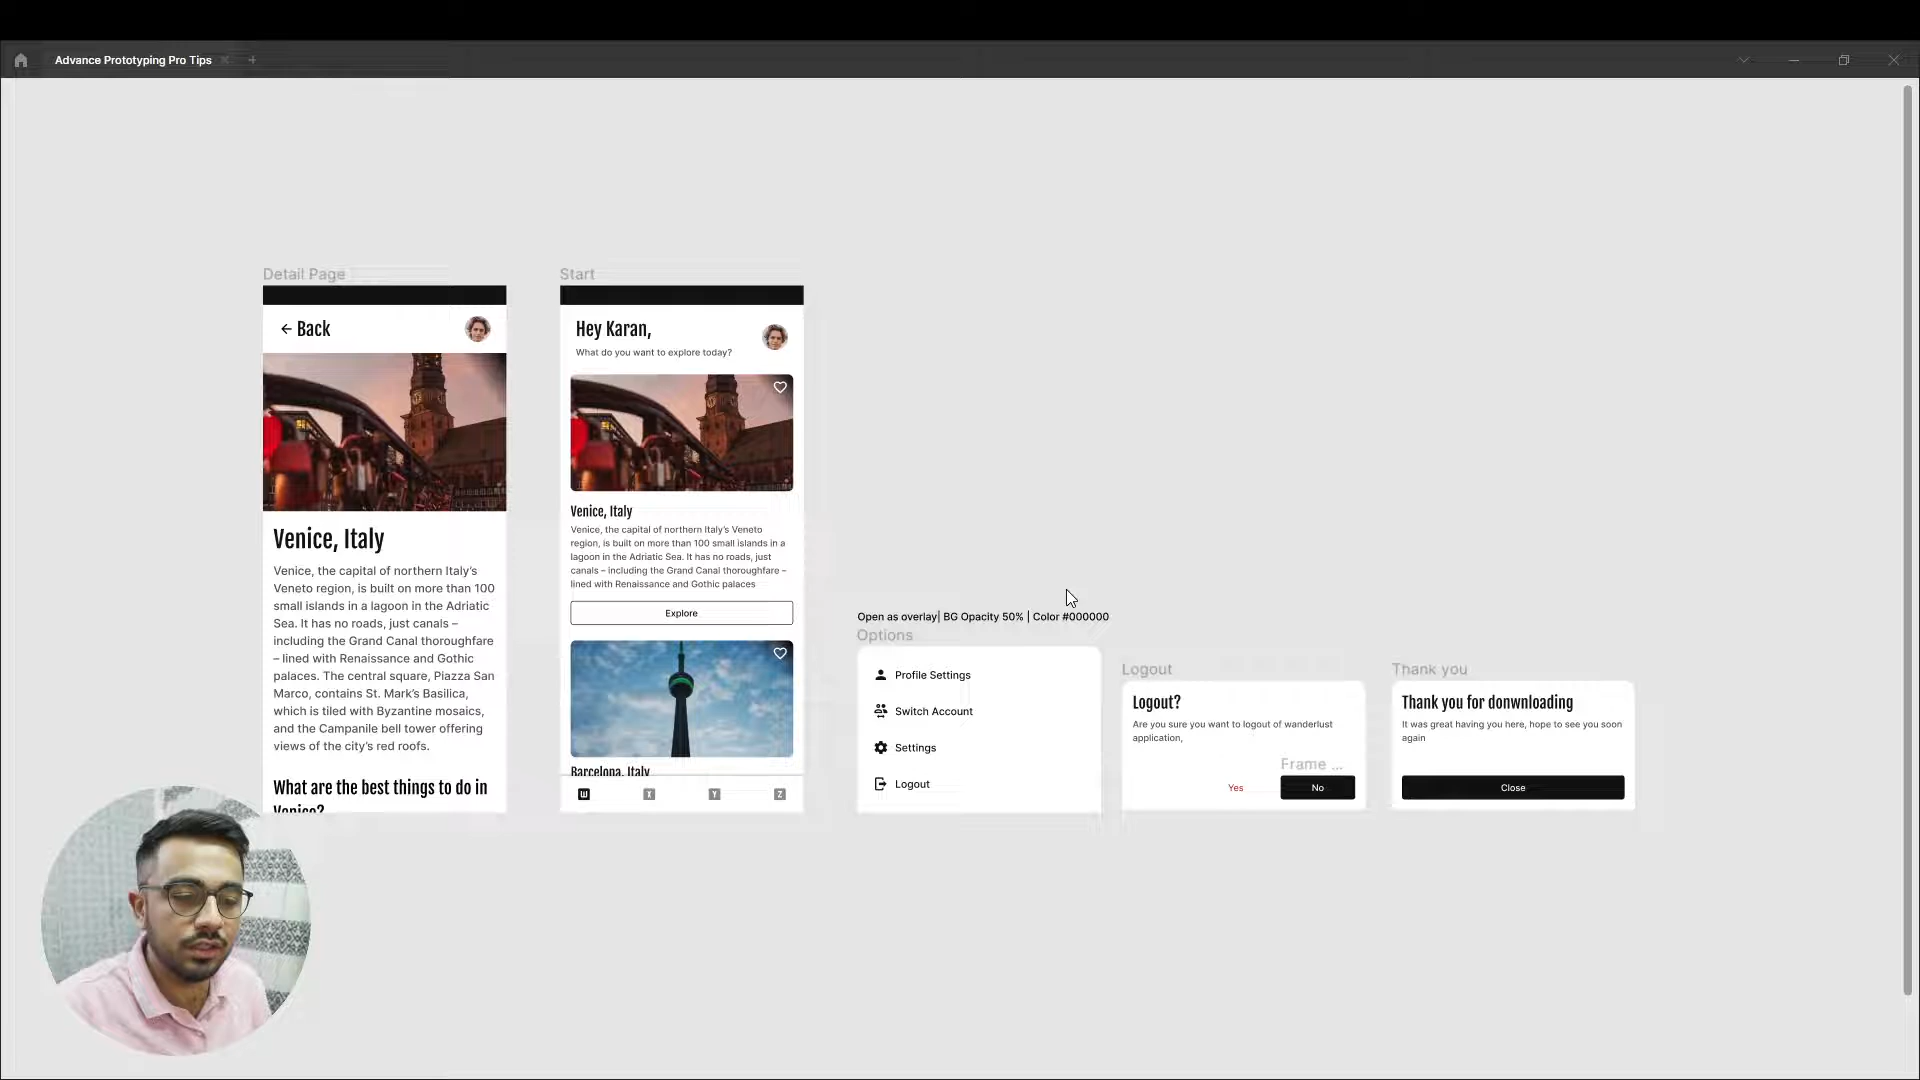 Advance Prototyping Pro Tips
Detail Page
Back
Venice, Italy
Venice, the capital of northern Italy's
Veneto region, is built on more than 100
small islands in a lagoon in the Adriatic
Sea. It has no roads, just canals –
including the Grand Canal thoroughfare
– lined with Renaissance and Gothic
palaces. The central square, Piazza San
Marco, contains St. Mark's Basilica,
which is tiled with Byzantine mosaics,
and the Campanile bell tower offering
views of the city's red roofs.
What are the best things to do in
Venice?
Start
Hey Karan,
What do you want to explore today?
Venice, Italy
Venice, the capital of northern Italy's Veneto
region, is built on more than 100 small islands in a
lagoon in the Adriatic Sea. It has no roads, just
canals – including the Grand Canal thoroughfare –
lined with Renaissance and Gothic palaces
Explore
Barcelona, Italy
W X Y Z
Open as overlay| BG Opacity 50% | Color #000000
Options
Profile Settings
Switch Account
Settings
Logout
Logout
Logout?
Are you sure you want to logout of wanderlust
application,
Frame ...
Yes
No
Thank you
Thank you for donwnloading
It was great having you here, hope to see you soon
again
Close